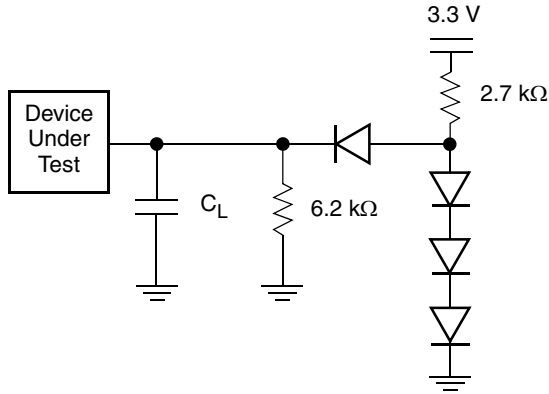 3.3 V
2.7 kΩ
Device
Under
Test
C_L
6.2 kΩ